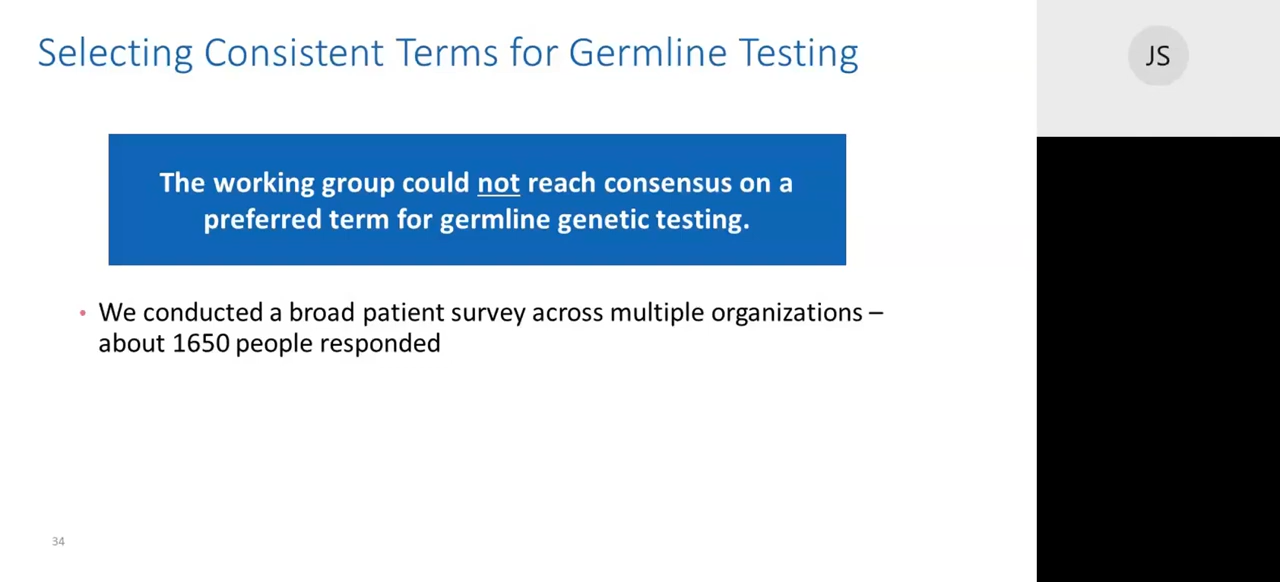 Selecting Consistent Terms for Germline Testing
JS
The working group could not reach consensus on a
preferred term for germline genetic testing.
• We conducted a broad patient survey across multiple organizations –
about 1650 people responded
34